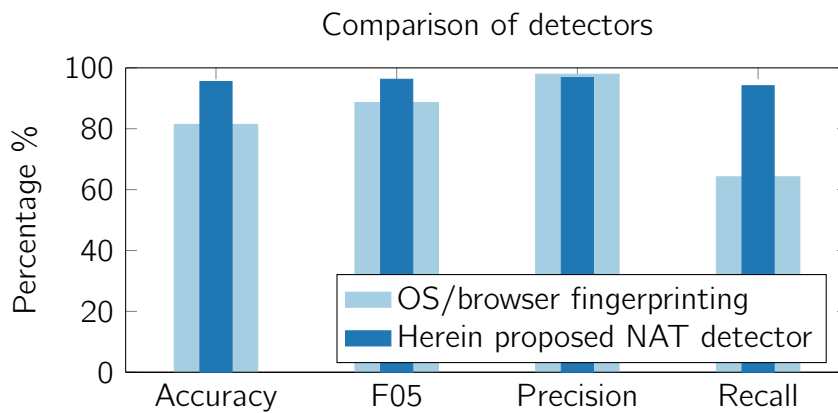 Comparison of detectors
Percentage %
100
80
60
40
20
0
OS/browser fingerprinting
Herein proposed NAT detector
Accuracy F05 Precision Recall